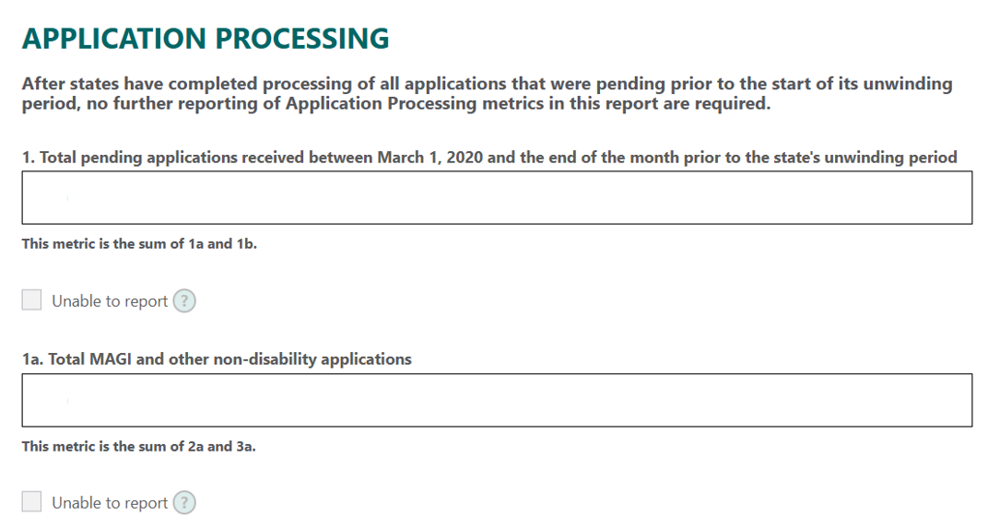 APPLICATION PROCESSING
After states have completed processing of all applications that were pending prior to the start of its unwinding
period, no further reporting of Application Processing metrics in this report are required.
1. Total pending applications received between March 1, 2020 and the end of the month prior to the state's unwinding period
This metric is the sum of 1a and 1b.
Unable to report ?
1a. Total MAGI and other non-disability applications
This metric is the sum of 2a and 3a.
Unable to report ?